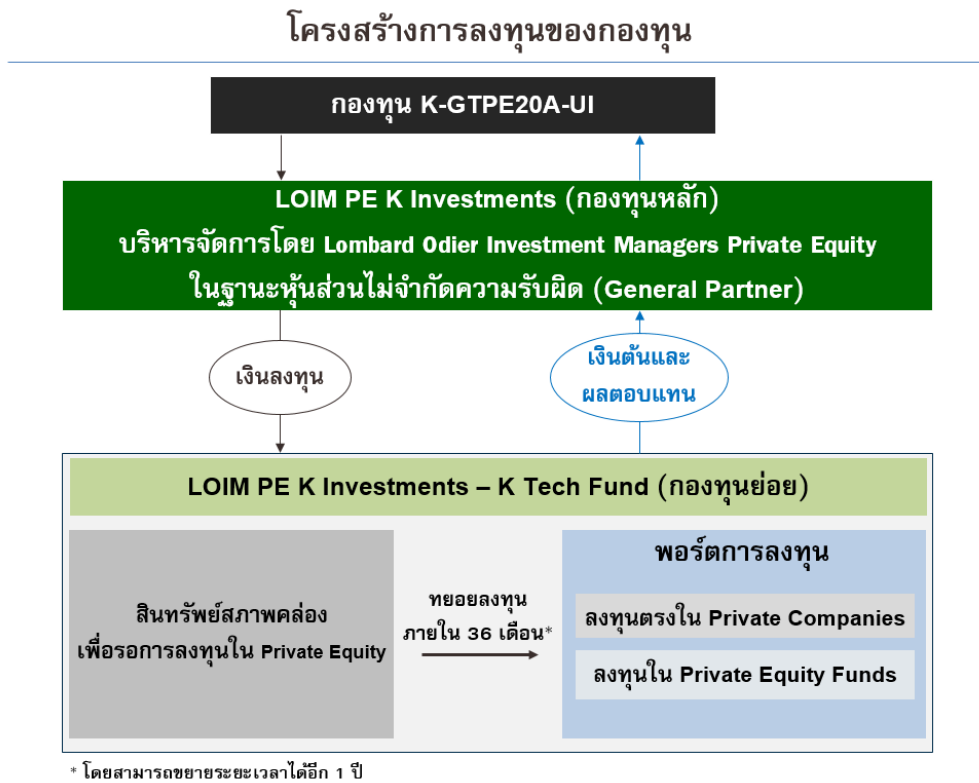 โครงสร้างการลงทุนของกองทุน
กองทุน K-GTPE20A-UI
LOIM PE K Investments (กองทุนหลัก)
บริหารจัดการโดย Lombard Odier Investment Managers Private Equity
ในฐานะหุ้นส่วนไม่จำกัดความรับผิด (General Partner)
เงินลงทุน
เงินต้นและ
ผลตอบแทน
LOIM PE K Investments – K Tech Fund (กองทุนย่อย)
สินทรัพย์สภาพคล่อง
เพื่อรอการลงทุนใน Private Equity
ทยอยลงทุน
ภายใน 36 เดือน*
พอร์ตการลงทุน
ลงทุนตรงใน Private Companies
ลงทุนใน Private Equity Funds
* โดยสามารถขยายระยะเวลาได้อีก 1 ปี